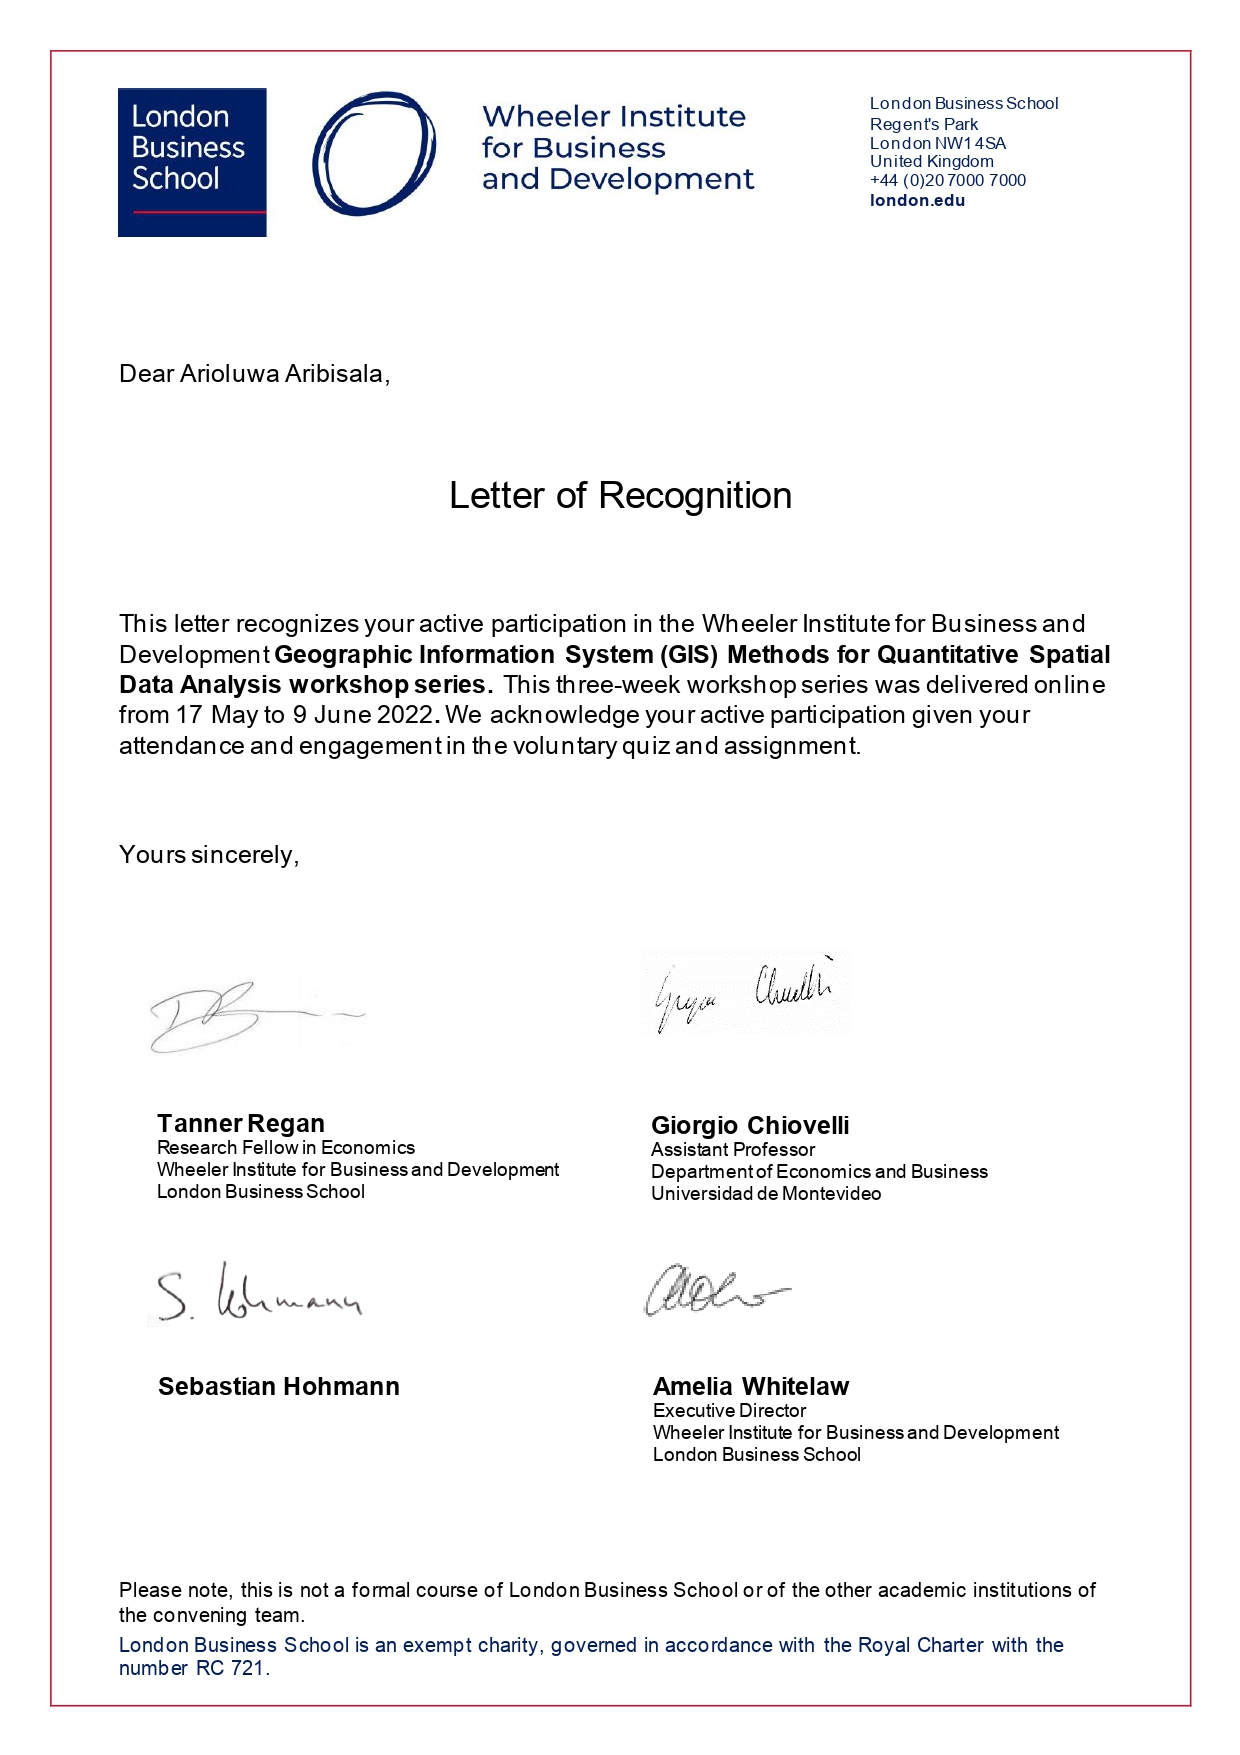 London
Business
School
Wheeler Institute
for Business
and Development
London Business School
Regent's Park
London NW1 4SA
United Kingdom
+44 (0)20 7000 7000
london.edu
Dear Arioluwa Aribisala,
Letter of Recognition
This letter recognizes your active participation in the Wheeler Institute for Business and
Development Geographic Information System (GIS) Methods for Quantitative Spatial
Data Analysis workshop series. This three-week workshop series was delivered online
from 17 May to 9 June 2022. We acknowledge your active participation given your
attendance and engagement in the voluntary quiz and assignment.
Yours sincerely,
Tanner Regan
Research Fellow in Economics
Wheeler Institute for Business and Development
London Business School
Giorgio Chiovelli
Assistant Professor
Department of Economics and Business
Universidad de Montevideo
S. Hohmann
Sebastian Hohmann
Amelia Whitelaw
Executive Director
Wheeler Institute for Business and Development
London Business School
Please note, this is not a formal course of London Business School or of the other academic institutions of
the convening team.
London Business School is an exempt charity, governed in accordance with the Royal Charter with the
number RC 721.